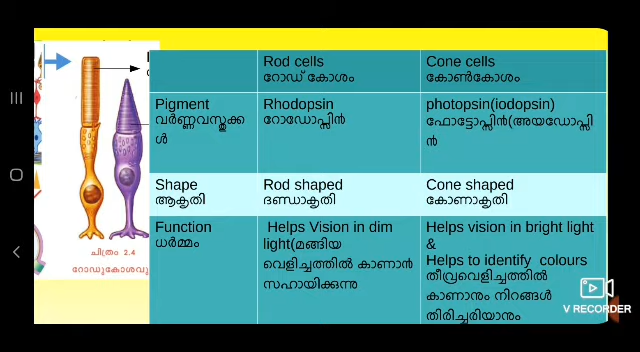 Rod cells
റോഡ് കോശം
Cone cells
കോൺകോശം
Pigment
വർണ്ണവസ്തുക്ക
ൾ
Rhodopsin
റോഡോപ്സിൻ
photopsin(iodopsin)
ഫോട്ടോപ്സിൻ(അയഡോപ്സി
ൻ
Shape
ആകൃതി
Rod shaped
ദണ്ഡാകൃതി
Cone shaped
കോണാകൃതി
Function
ധർമ്മം
Helps Vision in dim
light(മങ്ങിയ
വെളിച്ചത്തിൽ കാണാൻ
സഹായിക്കുന്നു
Helps vision in bright light
&
Helps to identify colours
തീവ്രവെളിച്ചത്തിൽ
കാണാനും നിറങ്ങൾ
തിരിച്ചറിയാനും
ചിത്രം 2.4
റോഡുകോശവു
V RECORDER